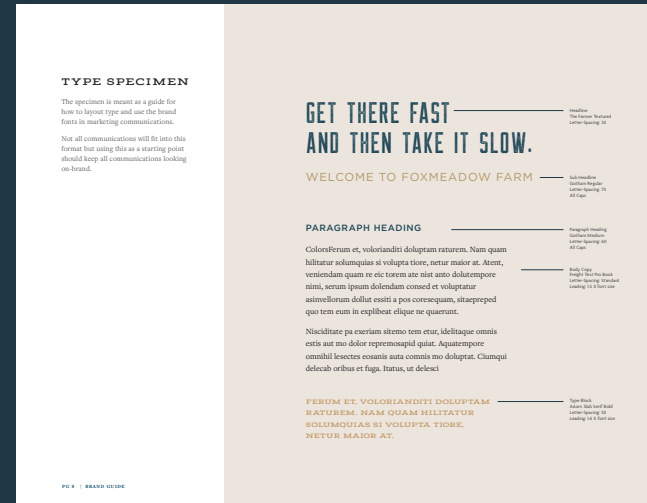 TYPE SPECIMEN
The specimen is meant as a guide for
how to layout type and use the brand
fonts in marketing communications.
Not all communications will fit into this
format but using this as a starting point
should keep all communications looking
on-brand.
GET THERE FAST
AND THEN TAKE IT SLOW.
Headline
The Farmer Textured
Letter-Spacing: 10
WELCOME TO FOXMEADOW FARM
Sub Headline
Gotham Regular
Letter-Spacing: 70
All Caps
PARAGRAPH HEADING
Paragraph Heading
Gotham Medium
Letter-Spacing: 60
All Caps
ColorsFerum et, volorianditi doluptam raturem. Nam quam
hilitatur solumquias si volupta tiore, netur maior at. Atent,
veniendam quam re eic torem ate nist anto dolutempore
nimi, serum ipsum dolendam consed et voluptatur
asinvellorum dollut essiti a pos coresequam, sitaepreped
quo tem eum in explibeat elique ne quaerunt.
Body Copy
Freight Text Pro Book
Letter-Spacing: Standard
Leading: 1.5 X font size
Nisciditate pa exeriam sitemo tem etur, idelitaque omnis
estis aut mo dolor repremosapid quiat. Aquatempore
omnihil lesectes eosanis auta comnis mo doluptat. Ciumqui
delecab oribus et fuga. Itatus, ut delesci
FERUM ET, VOLORIANDITI DOLUPTAM
RATUREM. NAM QUAM HILITATUR
SOLUMQUIAS SI VOLUPTA TIORE,
NETUR MAIOR AT.
Type Block
Adorn Slab Serif Bold
Letter-Spacing: 50
Leading: 1.6 X font size
PG 8 | BRAND GUIDE